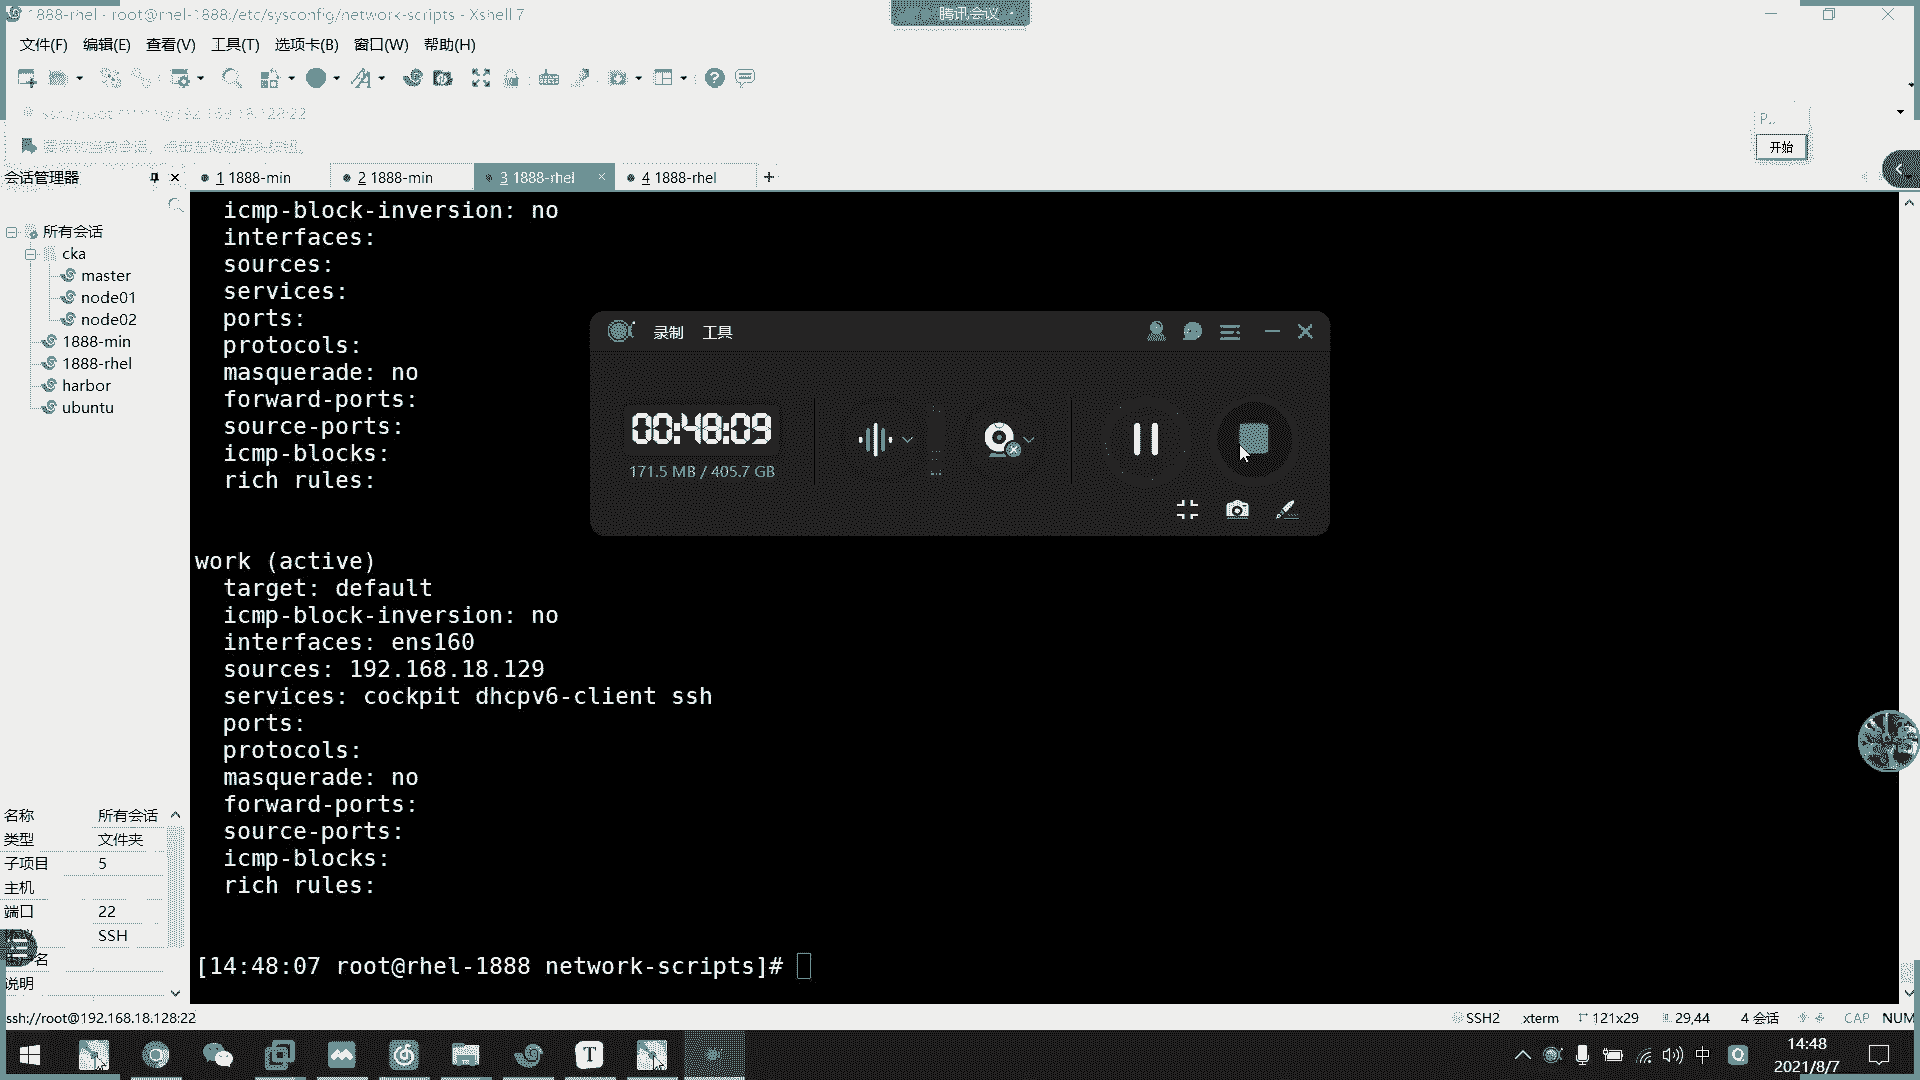 1888-rhel - root@rhel-1888:/etc/sysconfig/network-scripts - Xshell 7
腾讯会议
文件(F) 编辑(E) 查看(V) 工具(T) 选项卡(B) 窗口(W) 帮助(H)
P..
开始
会话管理器
1 1888-min
2 1888-min
3 1888-rhel
4 1888-rhel
所有会话
cka
master
node01
node02
1888-min
1888-rhel
harbor
ubuntu
icmp-block-inversion: no
interfaces:
sources:
services:
ports:
protocols:
masquerade: no
forward-ports:
source-ports:
icmp-blocks:
rich rules:
录制 工具
00:48:09
171.5 MB / 405.7 GB
work (active)
target: default
icmp-block-inversion: no
interfaces: ens160
sources: 192.168.18.129
services: cockpit dhcpv6-client ssh
ports:
protocols:
masquerade: no
forward-ports:
source-ports:
icmp-blocks:
rich rules:
[14:48:07 root@rhel-1888 network-scripts]#
名称 所有会话
类型 文件夹
子项目 5
主机
端口 22
SSH
说明
ssh://root@192.168.18.128:22
SSH2 xterm 121x29 29,44 4 会话 CAP NUM
T
中
14:48
2021/8/7